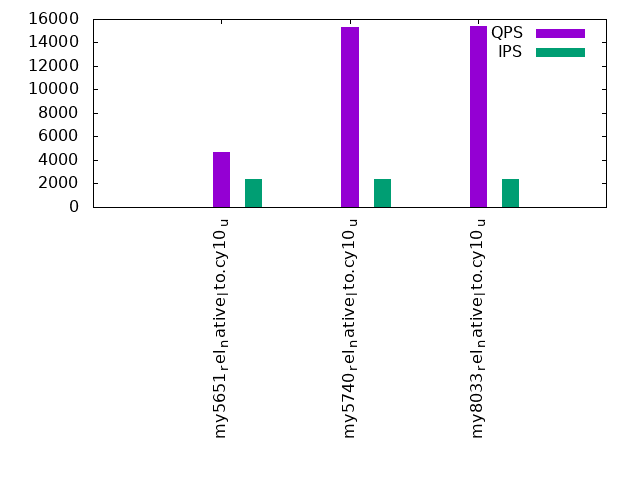 16000
14000
12000
10000
8000
6000
4000
2000
0
QPS
IPS
my5651relnativelto.cy10u
my5740relnativelto.cy10u
my8033relnativelto.cy10u